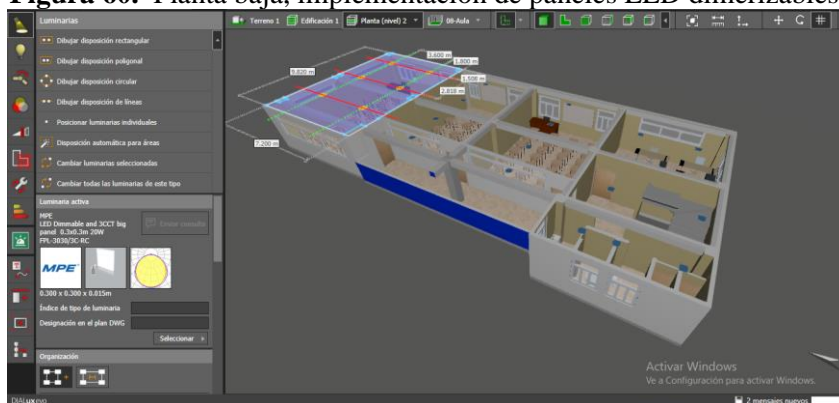 Figura 60. Planta baja, implementación de paneles LED dimerizables
Luminarias
Terreno 1
Edificación 1
Planta (nivel) 2
08-Aula
Dibujar disposición rectangular
Dibujar disposición poligonal
Dibujar disposición circular
Dibujar disposición de líneas
Posicionar luminarias individuales
Disposición automática para áreas
Cambiar luminarias seleccionadas
Cambiar todas las luminarias de este tipo
Luminaria activa
MPE
LED Dimmable and 3CCT big
panel 0.3x0.3m 20W
FPL-3030/3C-RC
Enviar consulta
MPE
0.300 x 0.300 x 0.015m
Índice de tipo de luminaria
Designación en el plan DWG
Seleccionar
Organización
3.600 m
1.800 m
9.020 m
1.508 m
2.818 m
7.200 m
Activar Windows
Ve a Configuración para activar Windows.
DIALux evo
2 mensajes nuevos